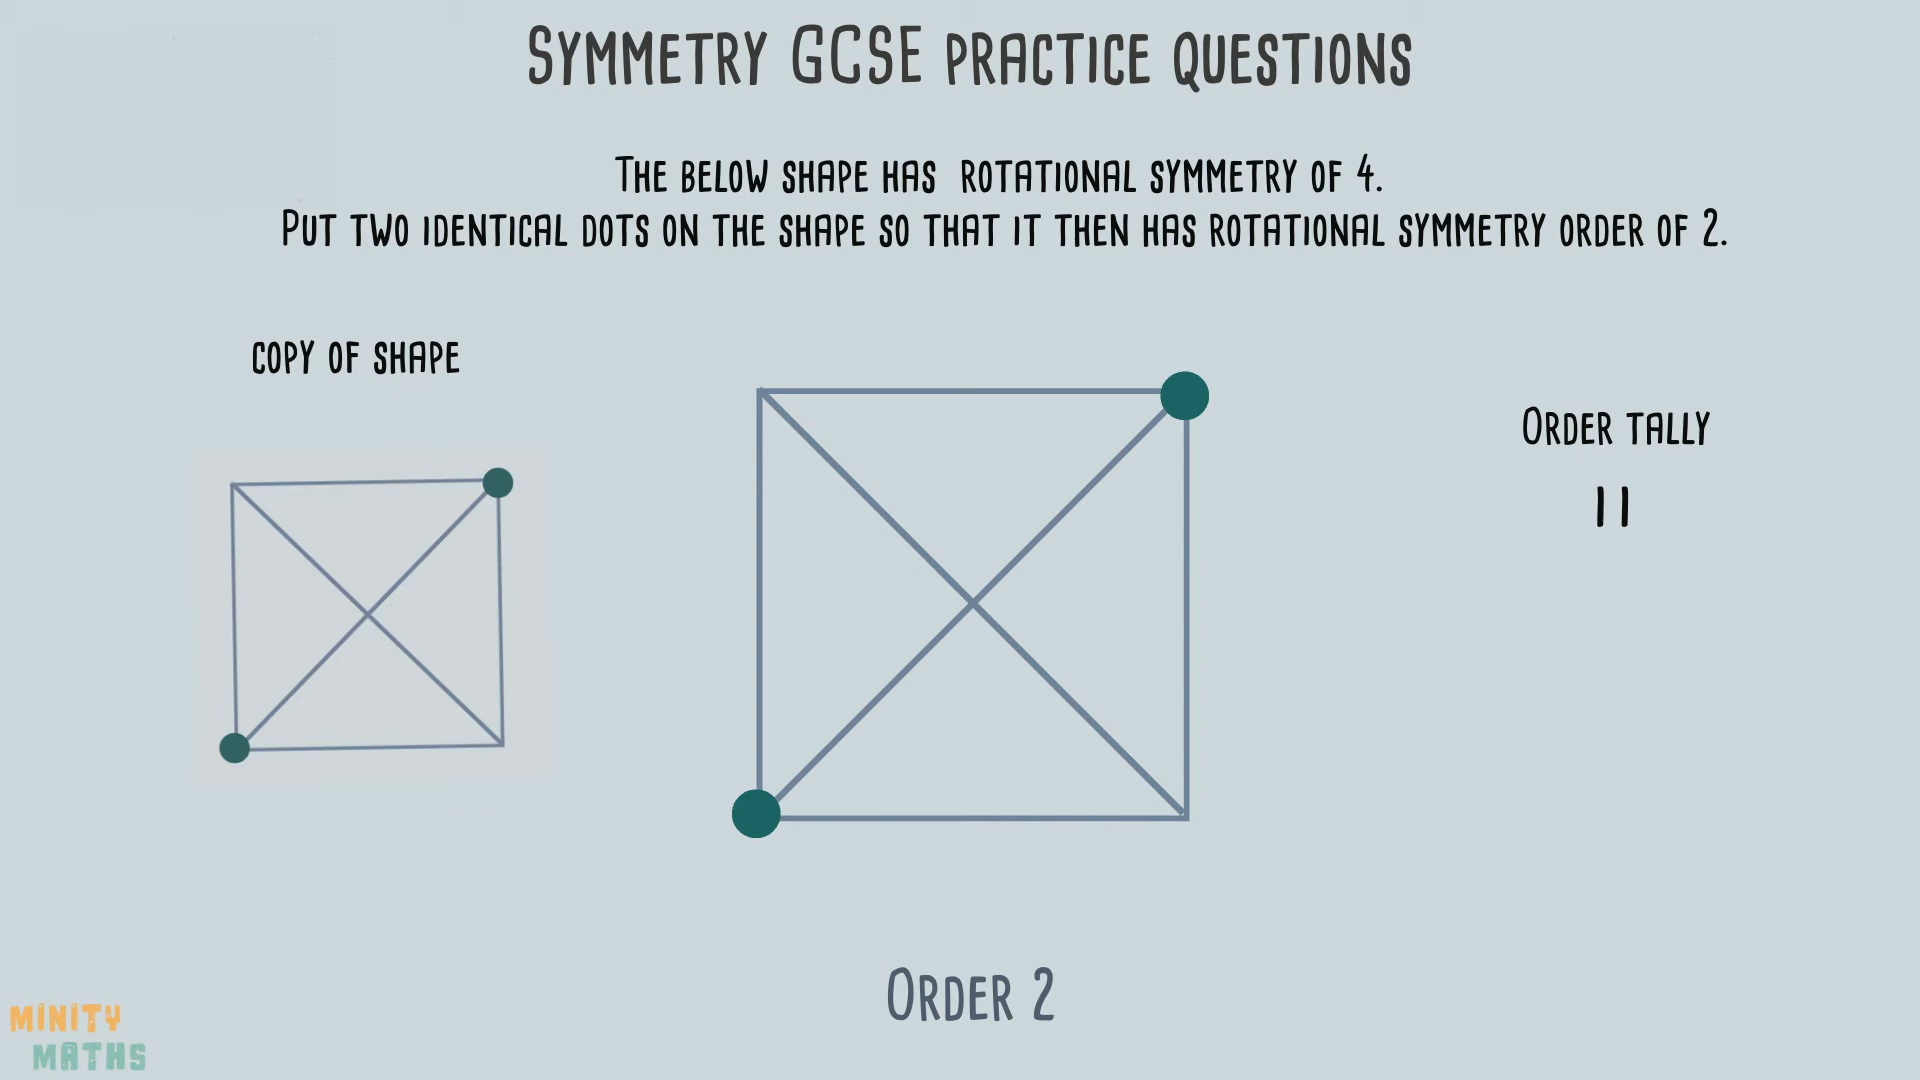 Symmetry GCSE practice questions
The below shape has rotational symmetry of 4.
Put two identical dots on the shape so that it then has rotational symmetry order of 2.
copy of shape
Order tally
||
Order 2
MINITY
MATHS